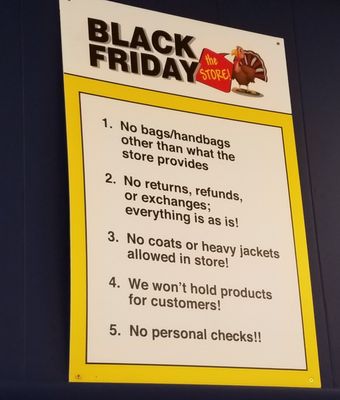 BLACK
FRIDAY
the
STORE!
1. No bags/handbags
other than what the
store provides
2. No returns, refunds,
or exchanges;
everything is as is!
3. No coats or heavy jackets
allowed in store!
4. We won't hold products
for customers!
5. No personal checks!!